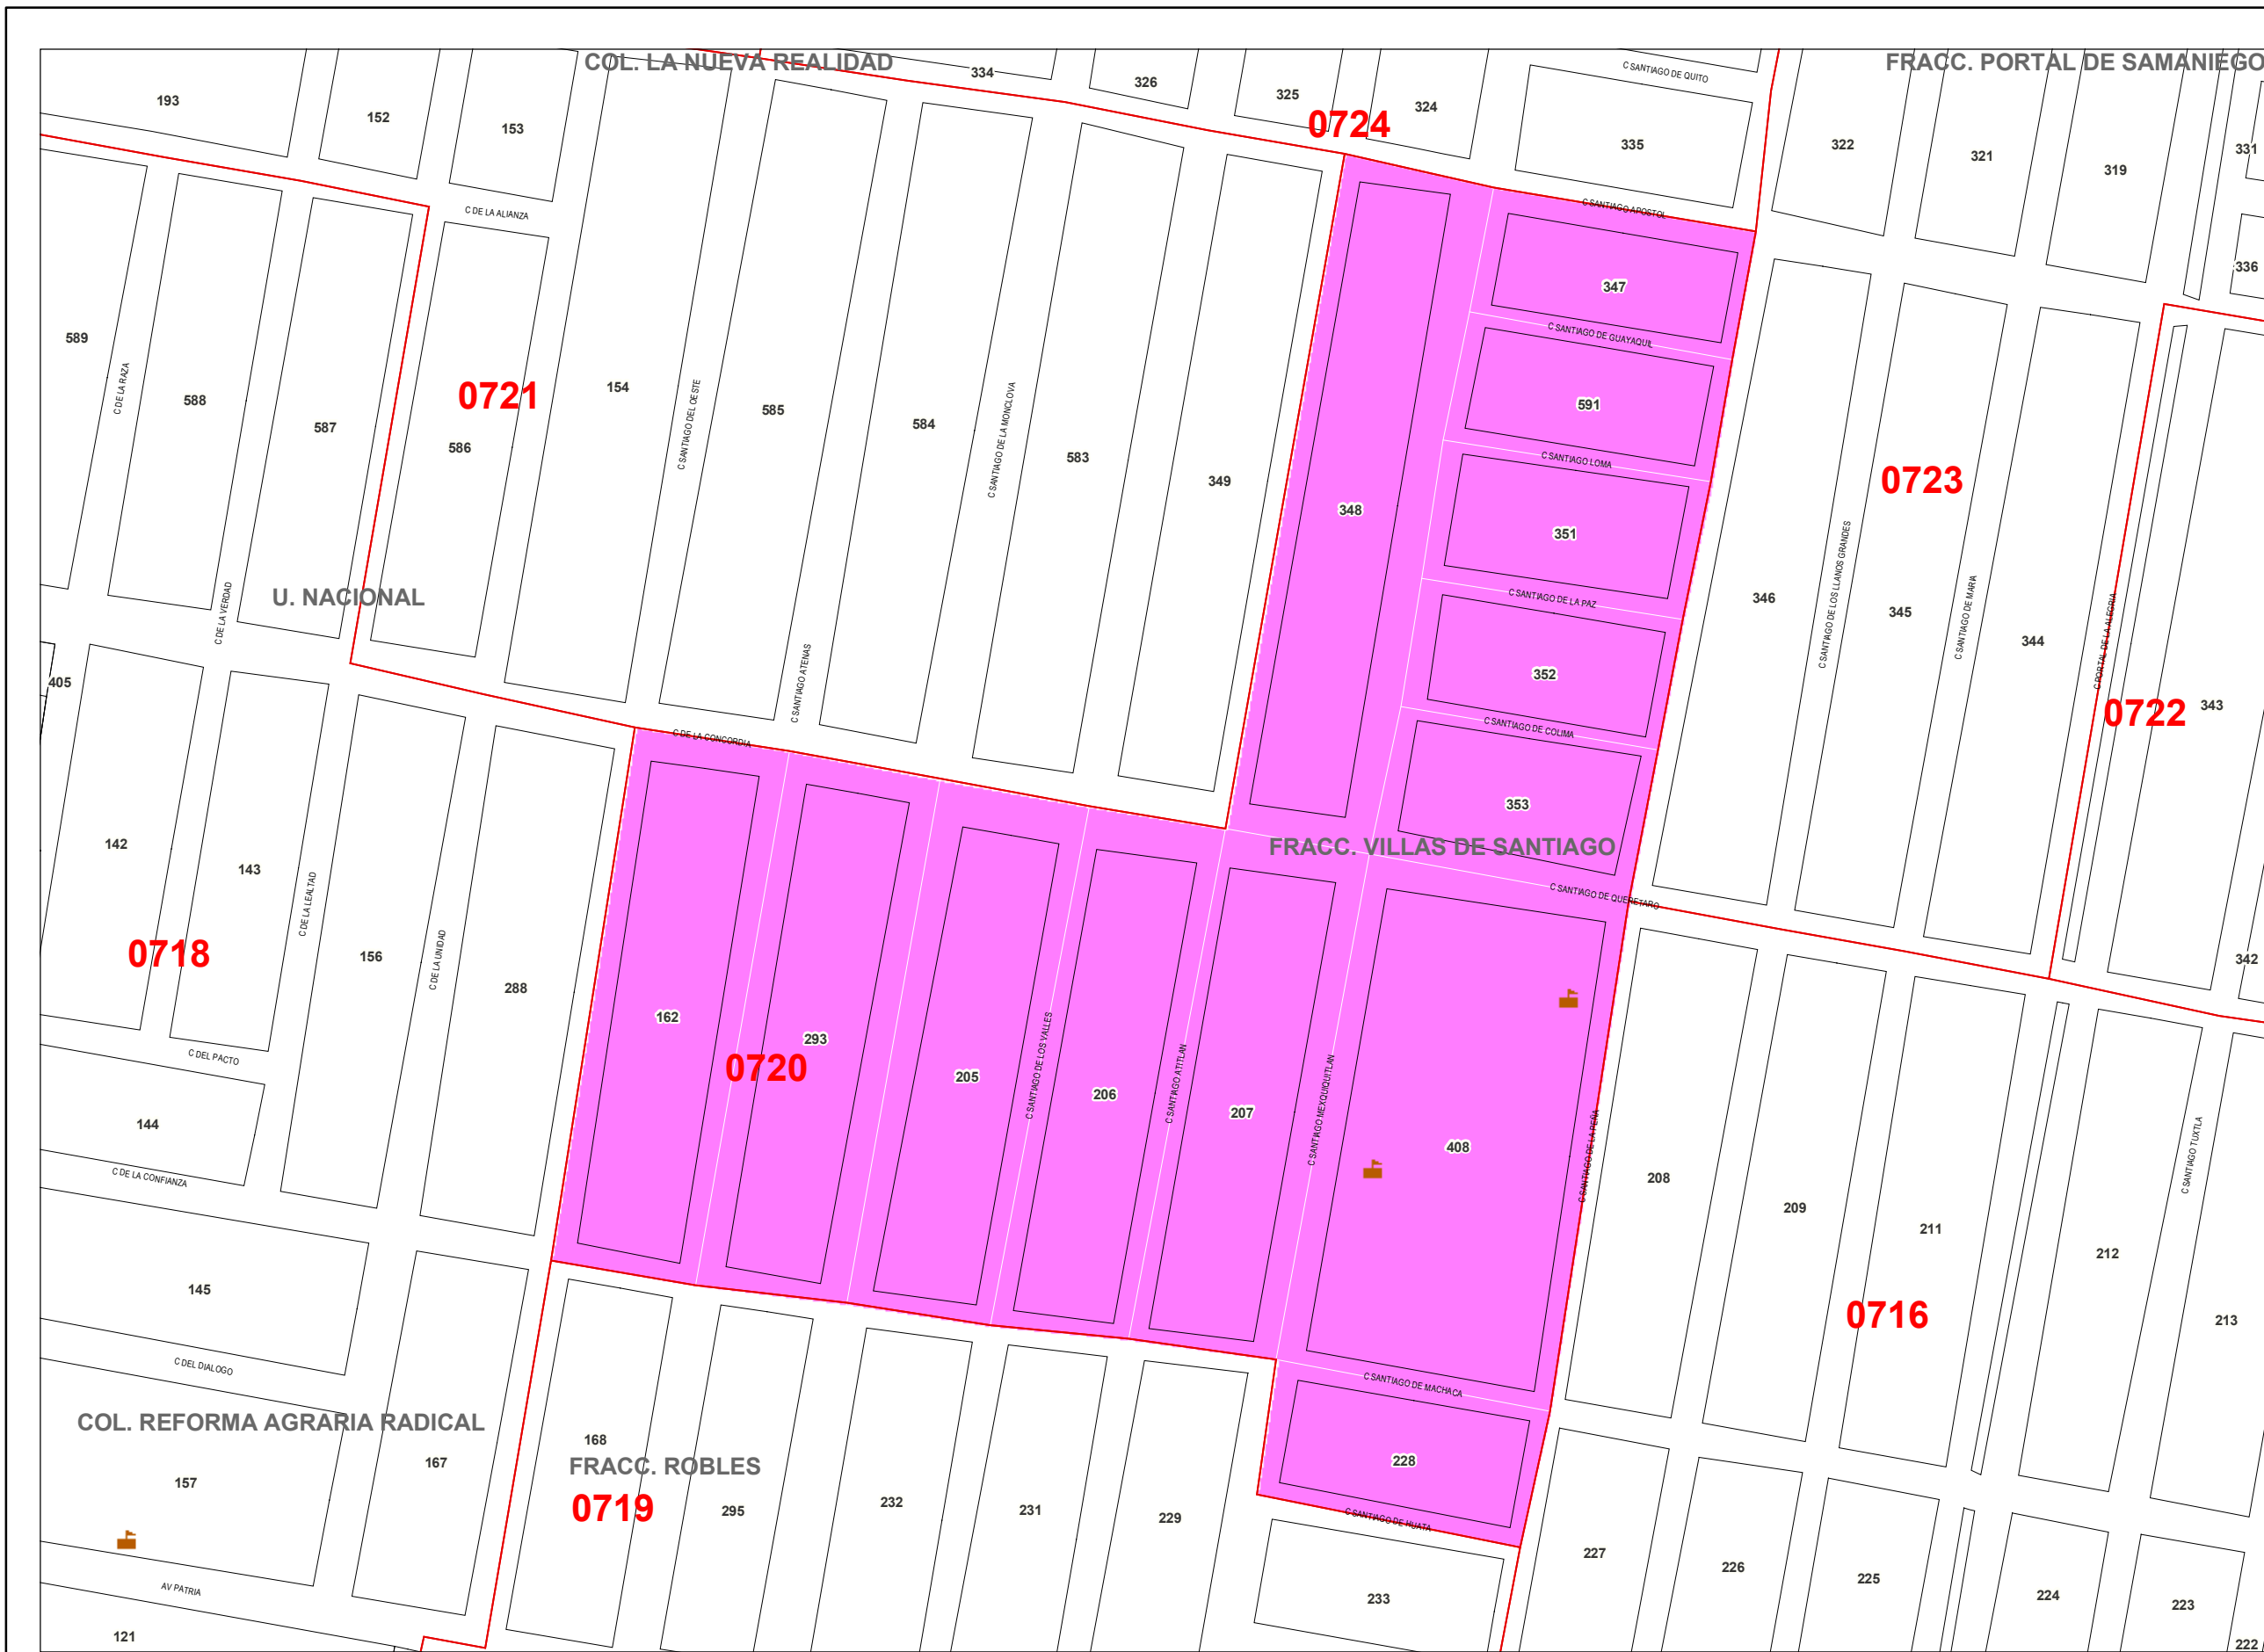 COL. LA NUEVA REALIDAD
FRACC. PORTAL DE SAMANIEGO
334
326
325
324
C SANTIAGO DE QUITO
193
152
153
0724
335
322
321
319
331
C DE LA ALIANZA
C SANTIAGO APOSTOL
336
347
C SANTIAGO DE GUAYAQUIL
589
C DE LA RAZA
588
587
0721
586
154
C SANTIAGO DEL OESTE
585
584
C SANTIAGO DE LA MONCLOVA
583
349
348
591
C SANTIAGO LOMA
351
0723
C SANTIAGO DE LA PAZ
346
C SANTIAGO DE LOS LLANOS GRANDES
345
C SANTIAGO DE MARIA
344
C PORTAL DE LA ALEGRIA
0722
343
U. NACIONAL
C DE LA VERDAD
405
C SANTIAGO ATENAS
352
C SANTIAGO DE COLIMA
C DE LA CONCORDIA
353
FRACC. VILLAS DE SANTIAGO
C SANTIAGO DE QUERETARO
142
143
C DE LA LEALTAD
0718
156
C DE LA UNIDAD
288
342
162
293
0720
205
C SANTIAGO DE LOS VALLES
206
C SANTIAGO ATITLAN
207
C SANTIAGO MEXQUIQUITLAN
408
C SANTIAGO DE LA PEÑA
208
209
211
212
C SANTIAGO TUXTLA
213
C DEL PACTO
144
C DE LA CONFIANZA
145
0716
C DEL DIALOGO
C SANTIAGO DE MACHACA
COL. REFORMA AGRARIA RADICAL
157
167
168
FRACC. ROBLES
0719
295
232
231
229
228
C SANTIAGO DE HUATA
233
227
226
225
224
223
222
AV PATRIA
121